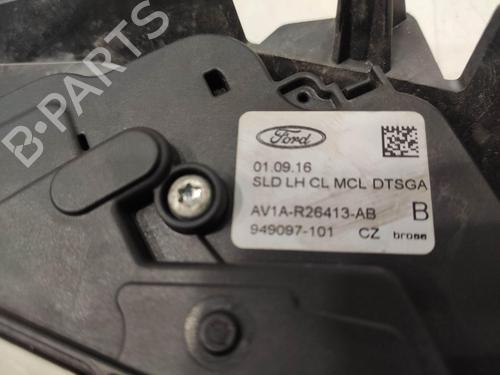 B-PARTS
Ford
01.09.16
SLD LH CL MCL DTSGA
AV1A-R26413-AB B
949097-101 CZ brose